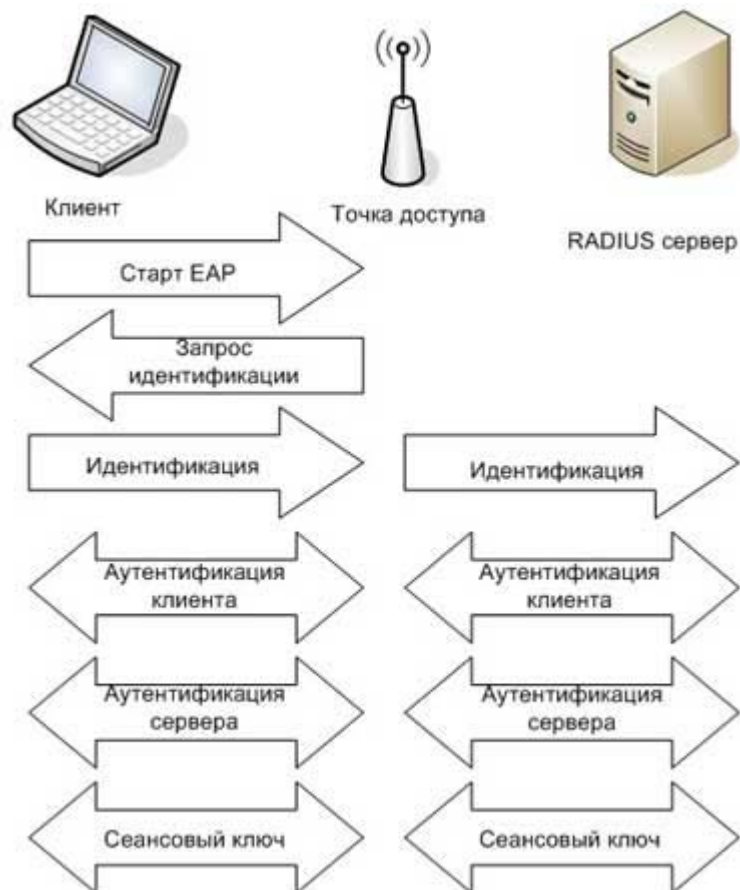 Клиент
Точка доступа
RADIUS сервер
Старт EAP
Запрос
идентификации
Идентификация
Идентификация
Аутентификация
клиента
Аутентификация
клиента
Аутентификация
сервера
Аутентификация
сервера
Сеансовый ключ
Сеансовый ключ